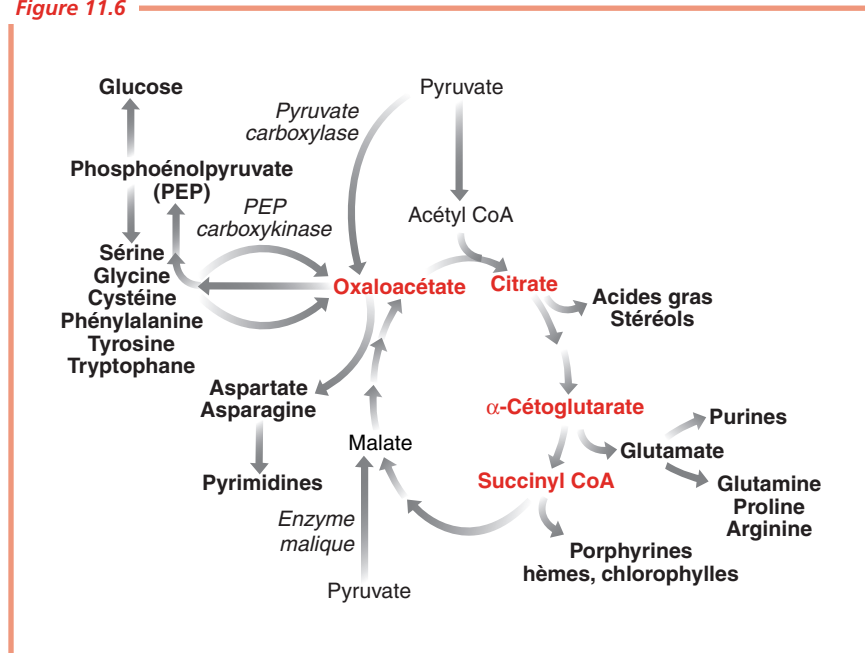 Figure 11.6
Glucose
Phosphoénolpyruvate
(PEP)
Pyruvate
carboxylase
Pyruvate
PEP
carboxykinase
Acétyl CoA
Sérine
Glycine
Cystéine
Phénylalanine
Tyrosine
Tryptophane
Oxaloacétate
Citrate
Acides gras
Stéréols
Aspartate
Asparagine
Pyrimidines
α-Cétoglutarate
Purines
Glutamate
Glutamine
Proline
Arginine
Malate
Succinyl CoA
Enzyme
malique
Porphyrines
hèmes, chlorophylles
Pyruvate